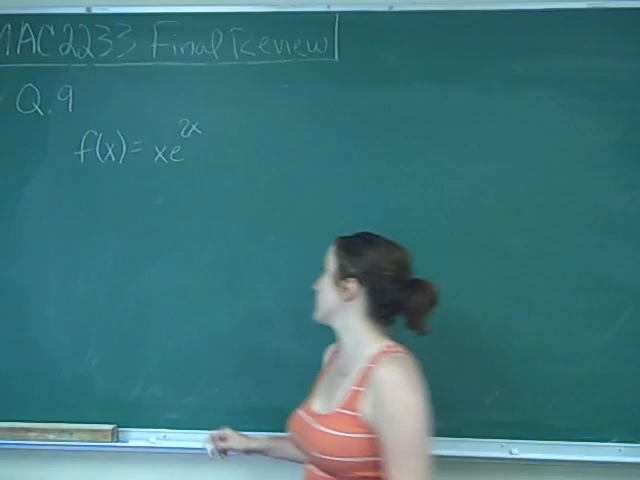 MAC2233 Final Review
Q.9
f(x) = xe^{2x}